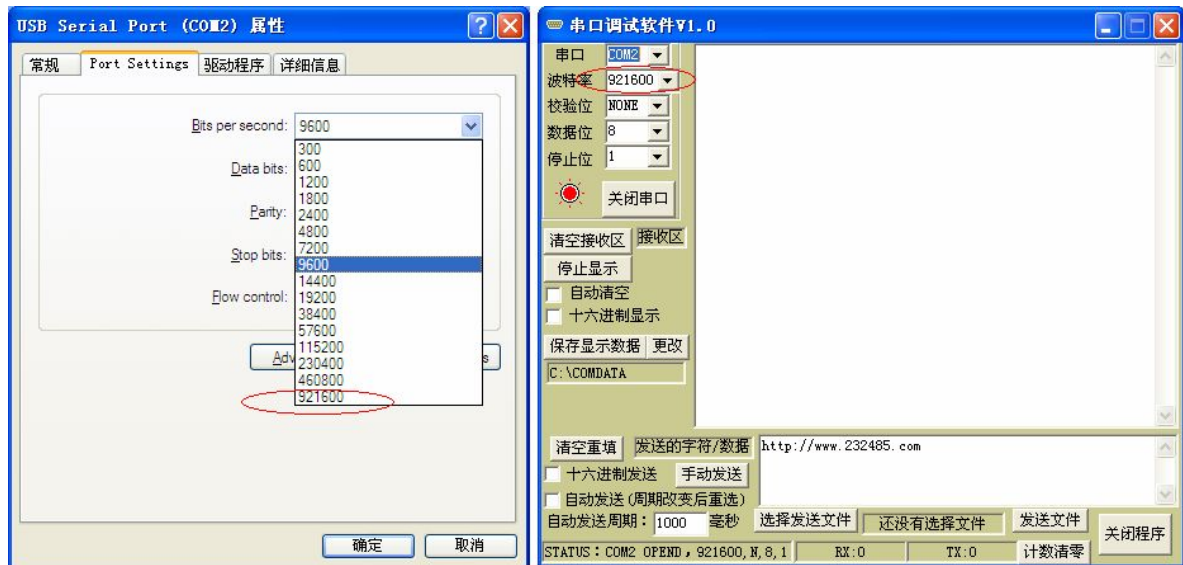 USB Serial Port (COM2) 属性
常规
Port Settings
驱动程序
详细信息
Bits per second: 9600
300
600
1200
1800
2400
4800
7200
9600
14400
19200
38400
57600
115200
230400
460800
921600
Data bits:
Parity:
Stop bits:
Flow control:
确定
取消
串口调试软件V1.0
串口 COM2
波特率 921600
校验位 NONE
数据位 8
停止位 1
关闭串口
清空接收区 接收区
停止显示
自动清空
十六进制显示
保存显示数据 更改
C:\COMDATA
清空重填 发送的字符/数据 http://www.232485.com
十六进制发送 手动发送
自动发送(周期改变后重选)
自动发送周期: 1000 毫秒 选择发送文件 还没有选择文件 发送文件 关闭程序
STATUS:COM2 OPEND, 921600,N,8,1 RX:0 TX:0 计数清零